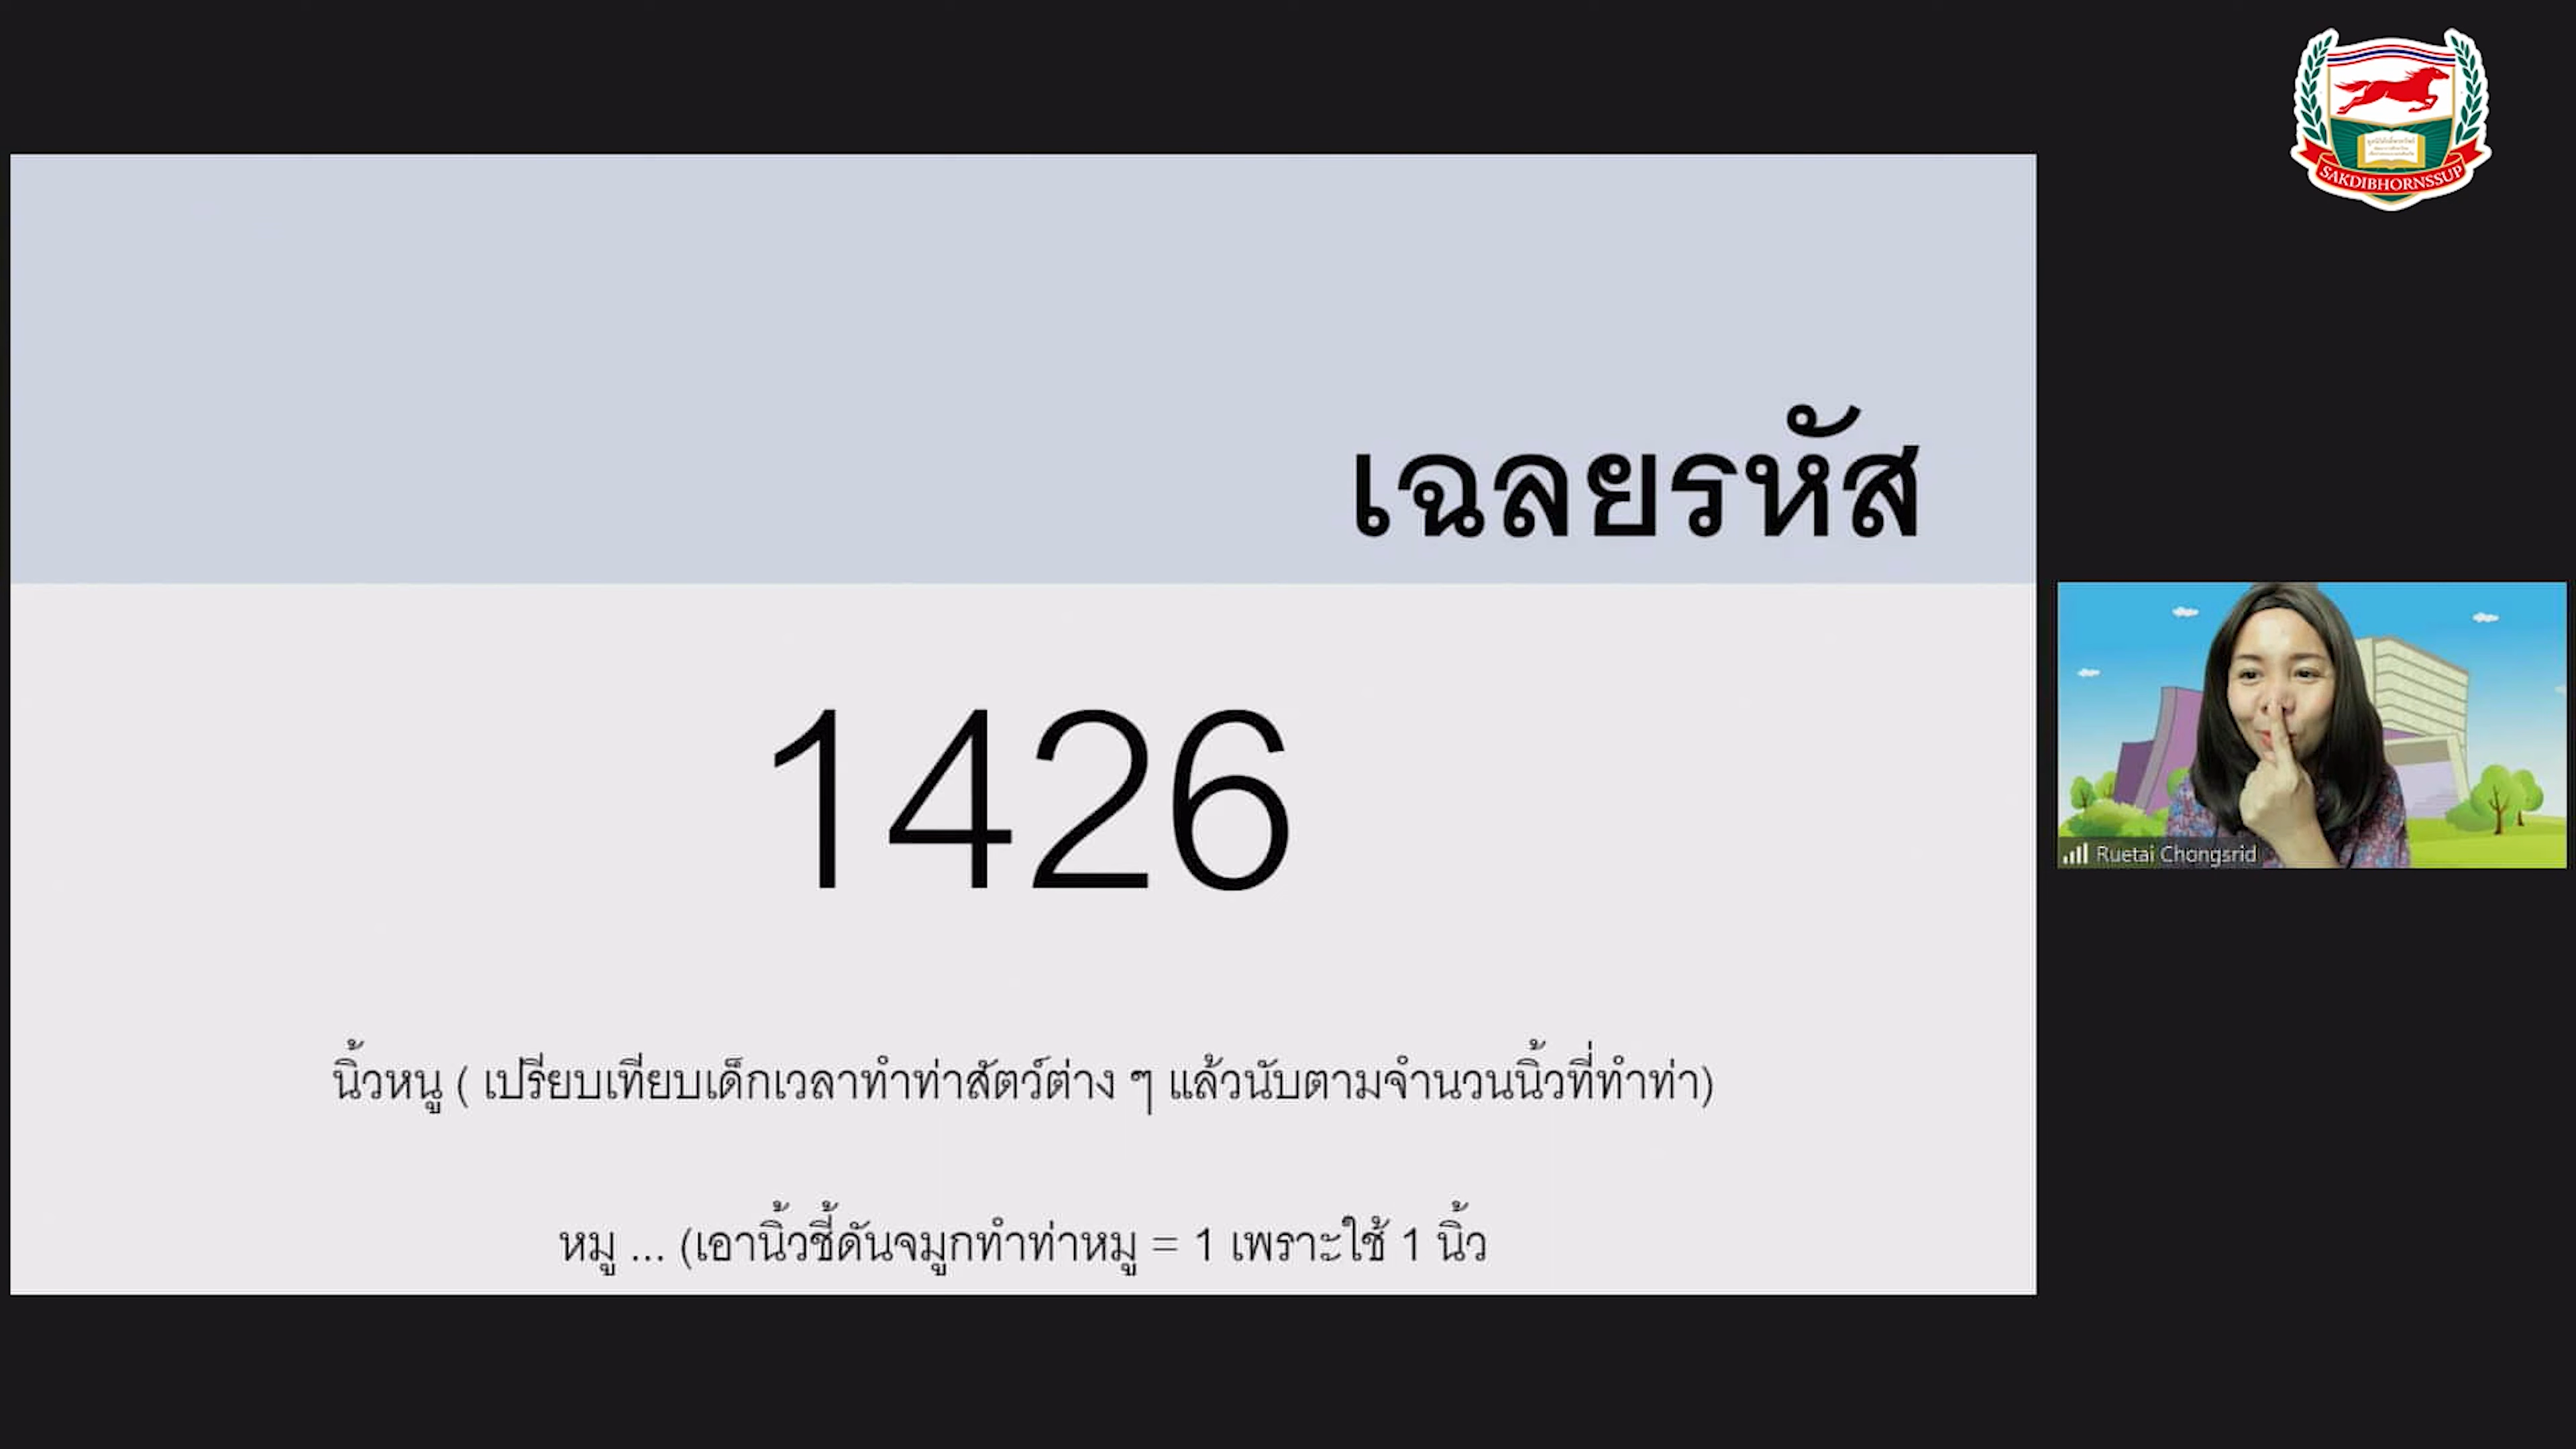 SAKDIBHORNSSUP
เฉลยรหัส
1426
นิ้วหนู ( เปรียบเทียบเด็กเวลาทำท่าสัตว์ต่าง ๆ แล้วนับตามจำนวนนิ้วที่ทำท่า)
หมู ... (เอานิ้วชี้ดันจมูกทำท่าหมู = 1 เพราะใช้ 1 นิ้ว
Ruetai Chongsrid